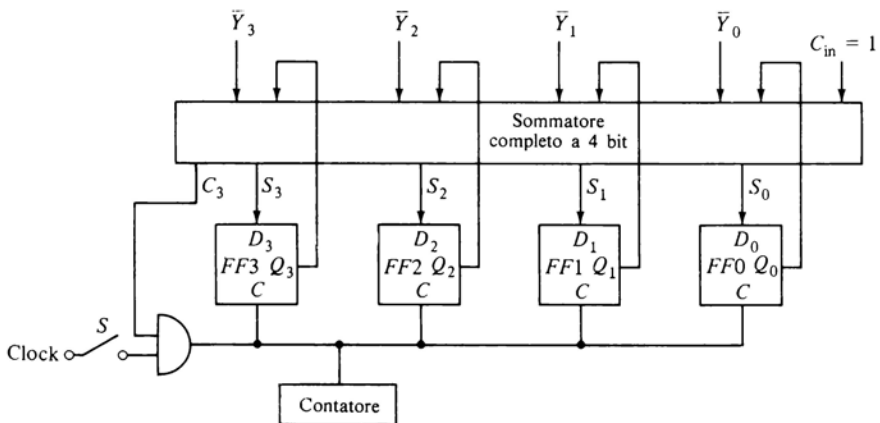 Ȳ₃ Ȳ₂ Ȳ₁ Ȳ₀
C_in = 1
Sommatore
completo a 4 bit
C₃ S₃ S₂ S₁ S₀
D₃ D₂ D₁ D₀
FF3 Q₃ FF2 Q₂ FF1 Q₁ FF0 Q₀
C C C C
S
Clock
Contatore